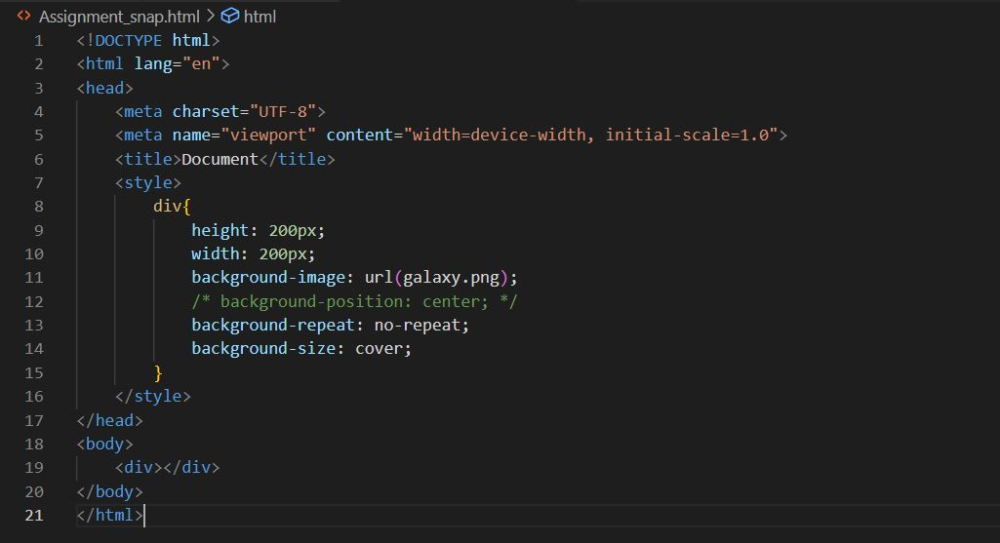 <> Assignment_snap.html > html
1 <!DOCTYPE html>
2 <html lang="en">
3 <head>
4     <meta charset="UTF-8">
5     <meta name="viewport" content="width=device-width, initial-scale=1.0">
6     <title>Document</title>
7     <style>
8         div{
9             height: 200px;
10             width: 200px;
11             background-image: url(galaxy.png);
12             /* background-position: center; */
13             background-repeat: no-repeat;
14             background-size: cover;
15         }
16     </style>
17 </head>
18 <body>
19     <div></div>
20 </body>
21 </html>